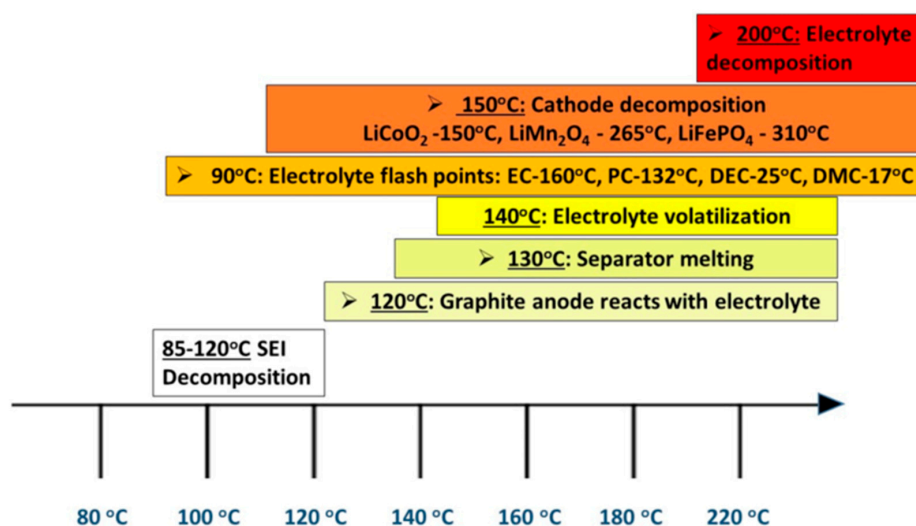 ➢ 200°C: Electrolyte
decomposition
➢ 150°C: Cathode decomposition
LiCoO₂ -150°C, LiMn₂O₄ - 265°C, LiFePO₄ - 310°C
➢ 90°C: Electrolyte flash points: EC-160°C, PC-132°C, DEC-25°C, DMC-17°C
140°C: Electrolyte volatilization
➢ 130°C: Separator melting
➢ 120°C: Graphite anode reacts with electrolyte
85-120°C SEI
Decomposition
80 °C 100 °C 120 °C 140 °C 160 °C 180 °C 220 °C